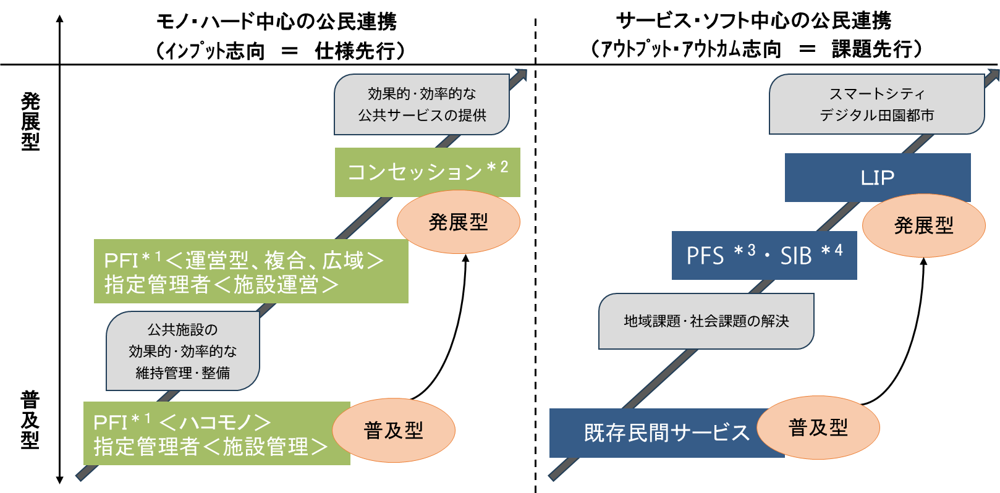 モノ・ハード中心の公民連携
（ｲﾝﾌﾟｯﾄ志向　＝　仕様先行）
サービス・ソフト中心の公民連携
（ｱｳﾄﾌﾟｯﾄ・ｱｳﾄｶﾑ志向　＝　課題先行）
発展型
普及型
効果的・効率的な
公共サービスの提供
コンセッション＊２
発展型
PFI＊１＜運営型、複合、広域＞
指定管理者＜施設運営＞
公共施設の
効果的・効率的な
維持管理・整備
PFI＊１＜ハコモノ＞
指定管理者＜施設管理＞
普及型
スマートシティ
デジタル田園都市
LIP
発展型
PFS ＊３・ SIB ＊４
地域課題・社会課題の解決
既存民間サービス
普及型